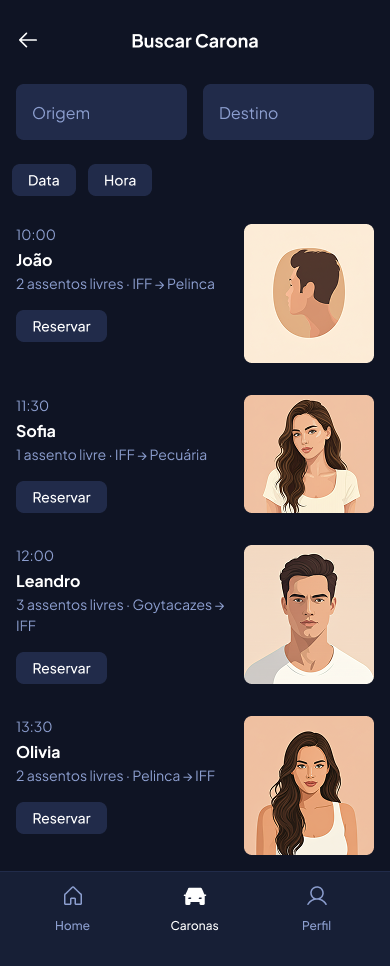 Buscar Carona
Origem
Destino
Data
Hora
10:00
João
2 assentos livres · IFF → Pelinca
Reservar
11:30
Sofia
1 assento livre · IFF → Pecuária
Reservar
12:00
Leandro
3 assentos livres · Goytacazes →
IFF
Reservar
13:30
Olivia
2 assentos livres · Pelinca → IFF
Reservar
Home
Caronas
Perfil